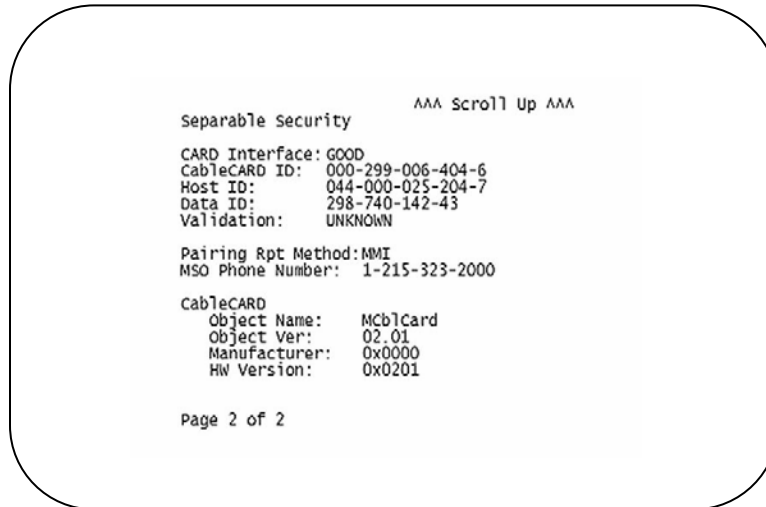 ^^^ Scroll Up ^^^
Separable Security
CARD Interface: GOOD
CableCARD ID: 000-299-006-404-6
Host ID: 044-000-025-204-7
Data ID: 298-740-142-43
Validation: UNKNOWN
Pairing Rpt Method: MMI
MSO Phone Number: 1-215-323-2000
CableCARD
Object Name: MCblCard
Object Ver: 02.01
Manufacturer: 0x0000
HW Version: 0x0201
Page 2 of 2